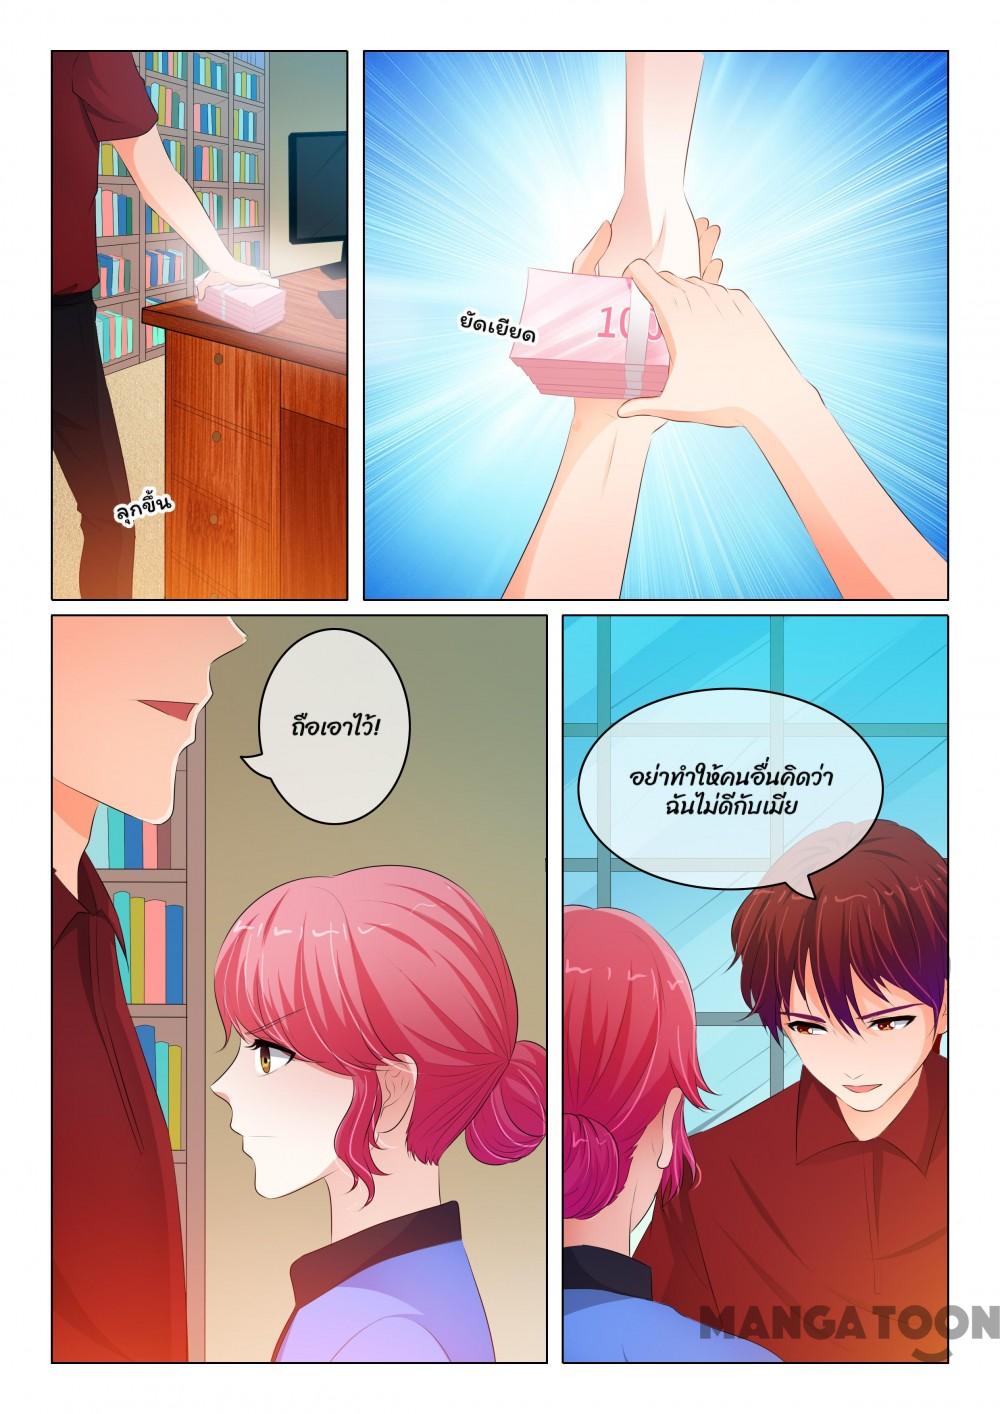 ลุกขึ้น
ยัดเยียด
100
ถือเอาไว้!
อย่าทำให้คนอื่นคิดว่า
ฉันไม่ดีกับเมีย
MANGATOON